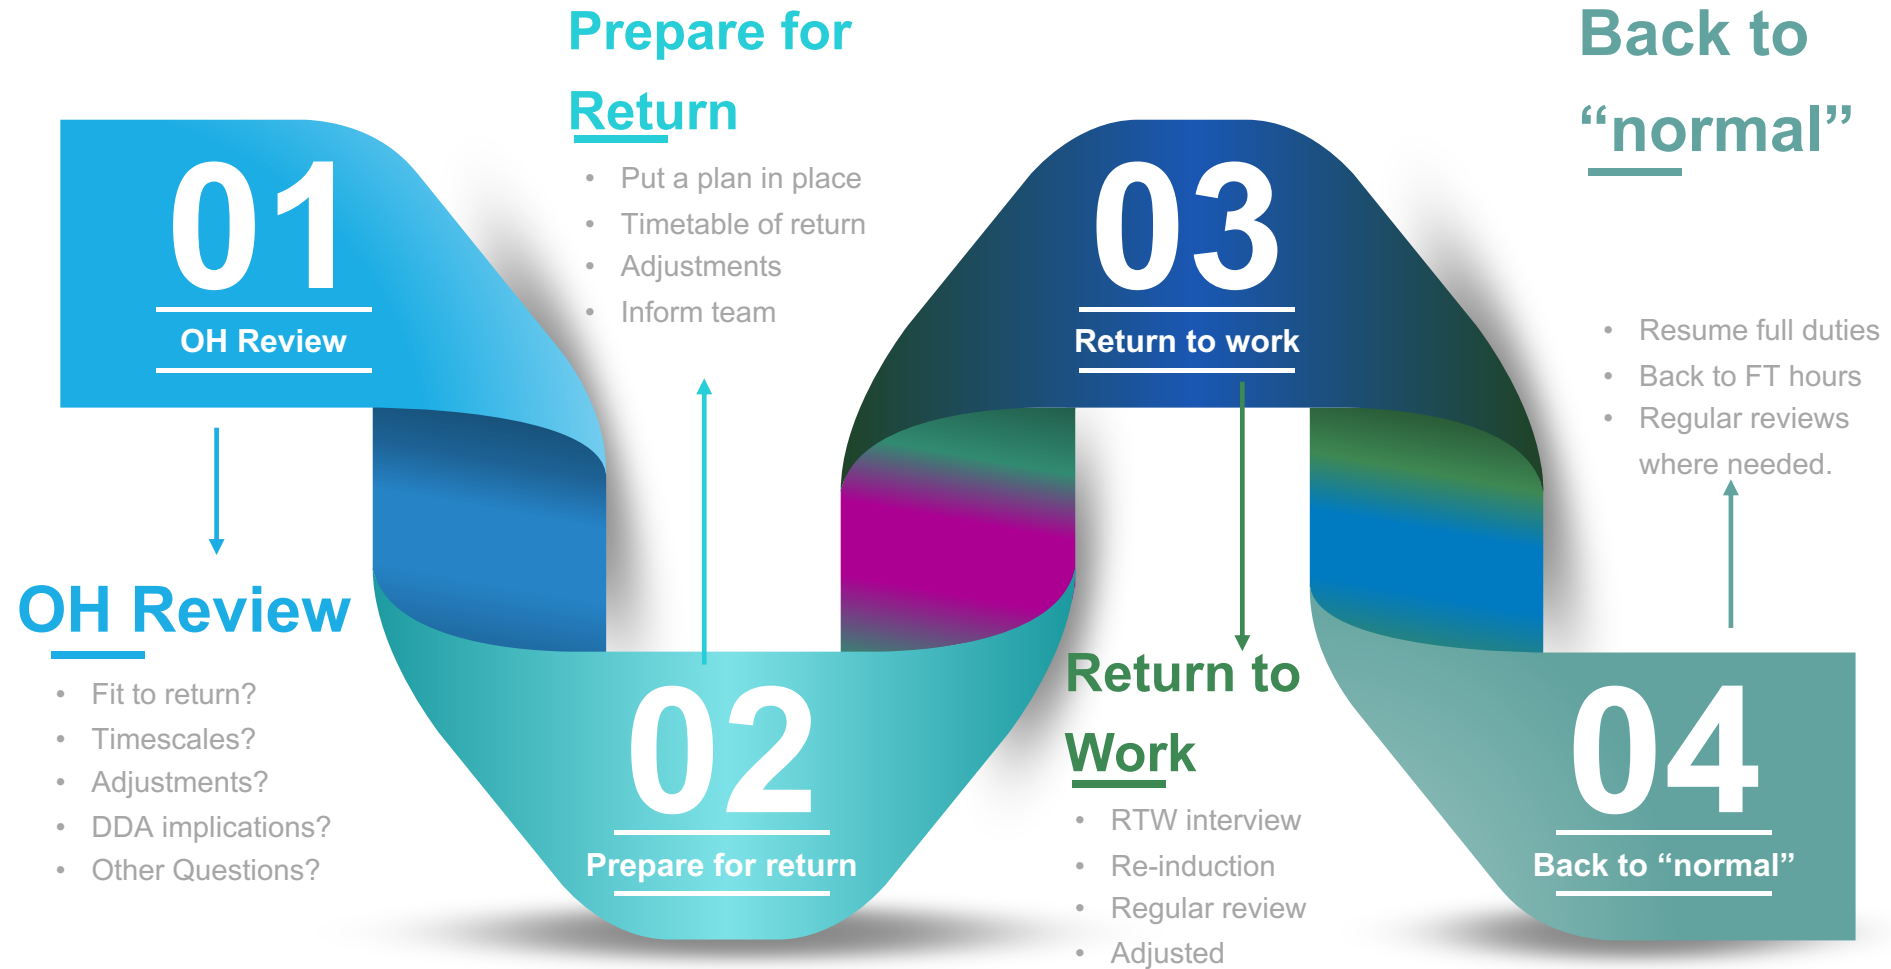 01
OH Review
OH Review
• Fit to return?
• Timescales?
• Adjustments?
• DDA implications?
• Other Questions?
Prepare for
Return
• Put a plan in place
• Timetable of return
• Adjustments
• Inform team
02
Prepare for return
03
Return to work
Return to
Work
• RTW interview
• Re-induction
• Regular review
• Adjusted
Back to
“normal”
• Resume full duties
• Back to FT hours
• Regular reviews
where needed.
04
Back to “normal”